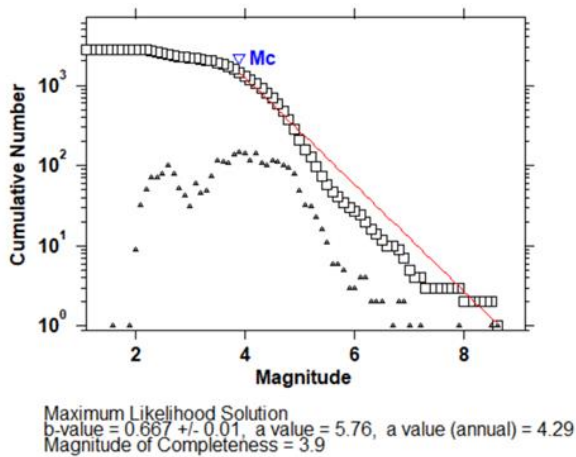 Cumulative Number
10³
10²
10¹
10⁰
Mc
2 4 6 8
Magnitude
Maximum Likelihood Solution
b-value = 0.667 +/- 0.01, a value = 5.76, a value (annual) = 4.29
Magnitude of Completeness = 3.9